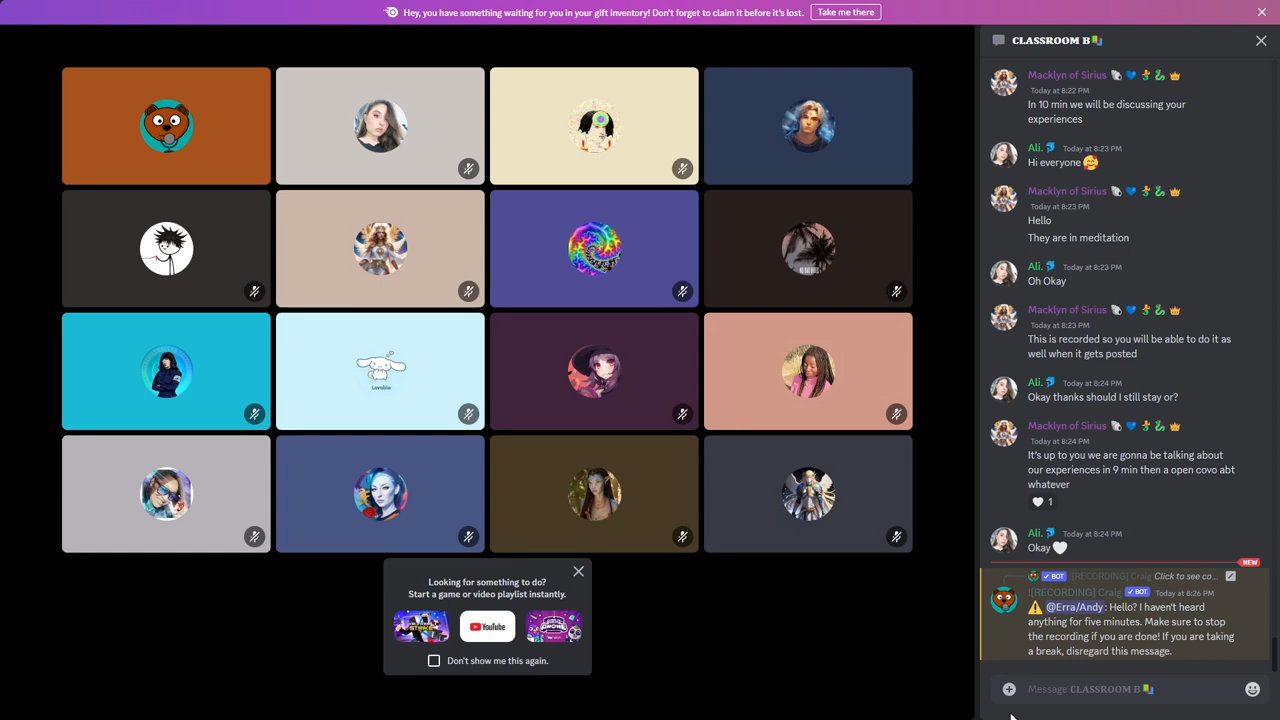 Hey, you have something waiting for you in your gift inventory! Don't forget to claim it before it's lost. Take me there
CLASSROOM B
Macklyn of Sirius
Today at 8:22 PM
In 10 min we will be discussing your
experiences
Ali. Today at 8:23 PM
Hi everyone
Macklyn of Sirius
Today at 8:23 PM
Hello
They are in meditation
Ali. Today at 8:23 PM
Oh Okay
Macklyn of Sirius
Today at 8:23 PM
This is recorded so you will be able to do it as
well when it gets posted
Ali. Today at 8:24 PM
Okay thanks should I still stay or?
Macklyn of Sirius
Today at 8:24 PM
It's up to you we are gonna be talking about
our experiences in 9 min then a open covo abt
whatever
1
Ali. Today at 8:24 PM
Okay
NEW
BOT ![RECORDING] Craig Click to see co...
![RECORDING] Craig BOT Today at 8:26 PM
@Erra/Andy : Hello? I haven't heard
anything for five minutes. Make sure to stop
the recording if you are done! If you are taking
a break, disregard this message.
Message CLASSROOM B
Lovable
Looking for something to do?
Start a game or video playlist instantly.
YouTube
Don't show me this again.